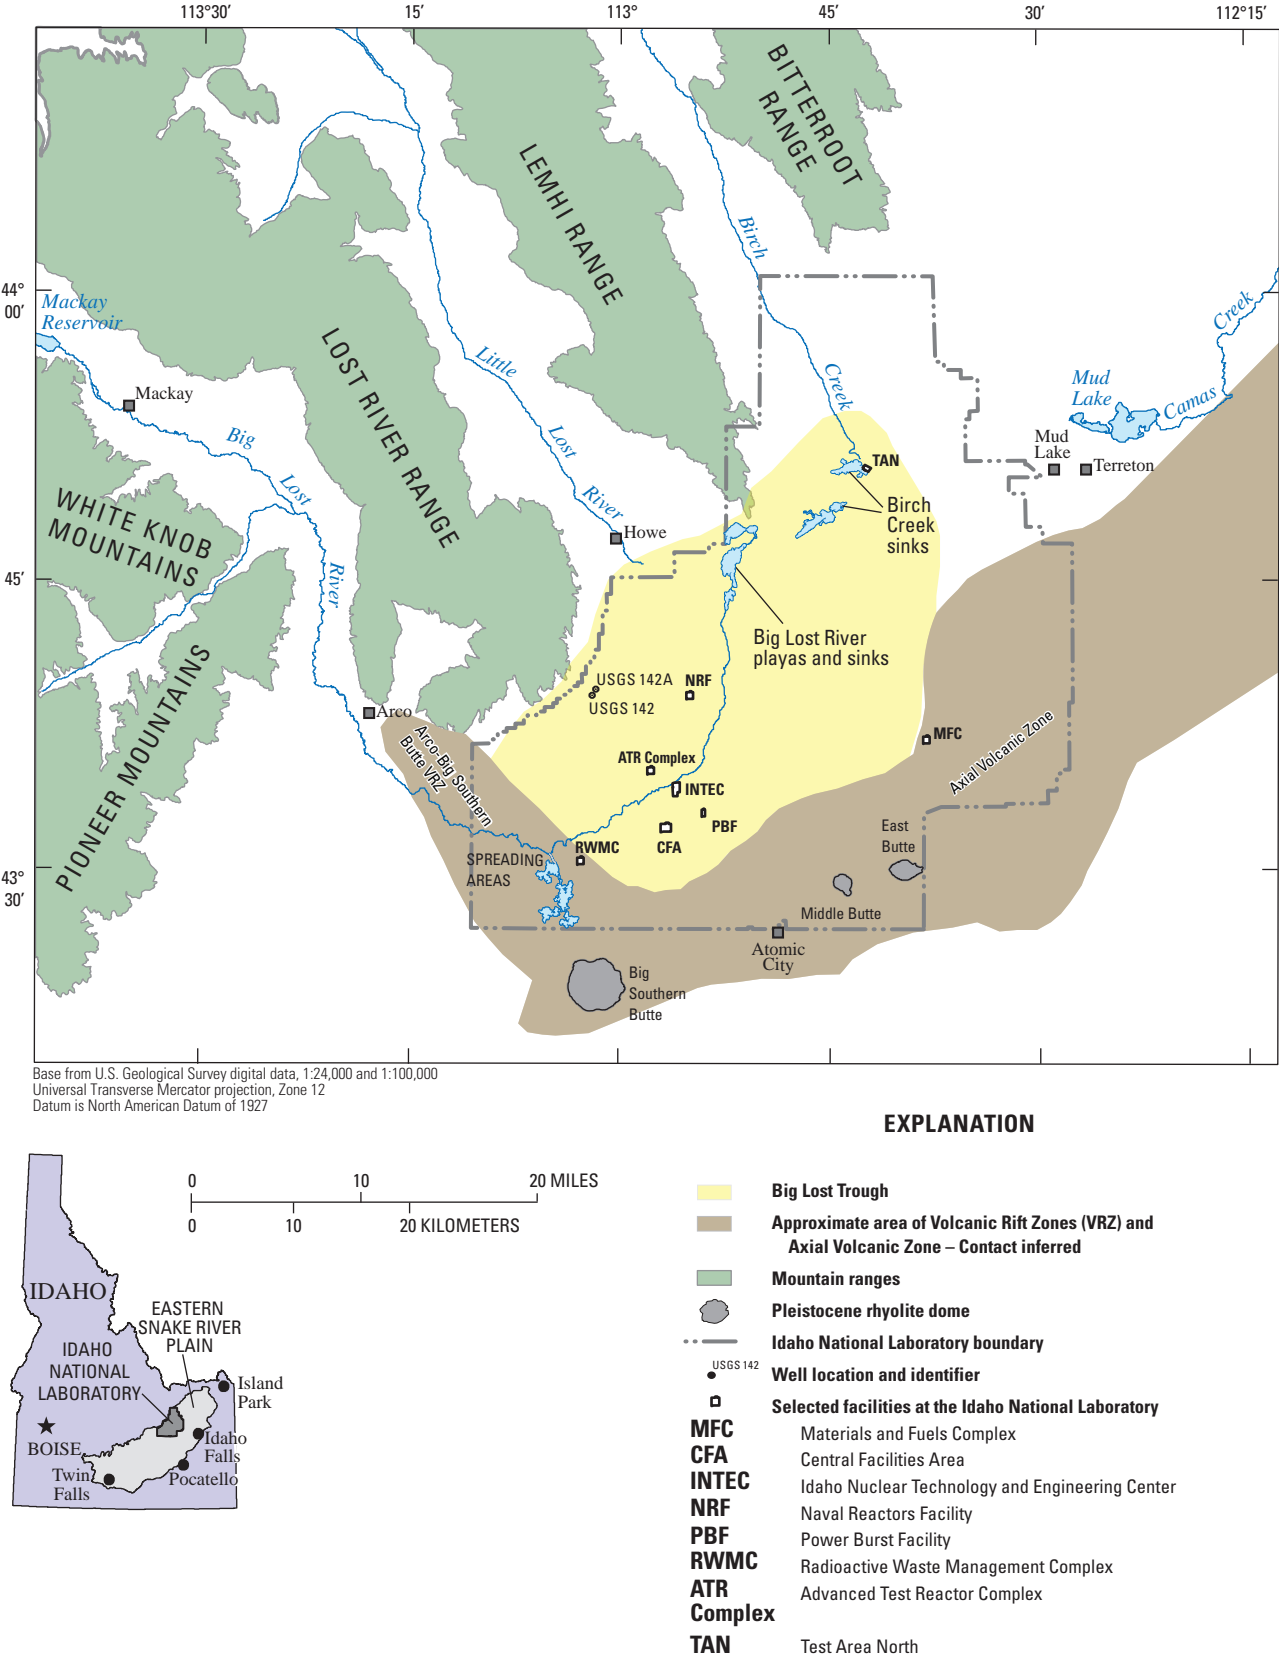 113°30′
15′
113°
45′
30′
112°15′
BITTERROOT
RANGE
LEMHI RANGE
Birch
44°
00′
Mackay
Reservoir
Creek
LOST RIVER RANGE
Little
Creek
Mud
Lake
Camas
Mackay
Big
Lost
Mud
Lake
Terreton
TAN
Lost
WHITE KNOB
MOUNTAINS
River
Birch
Creek
sinks
Howe
45′
River
Big Lost River
playas and sinks
PIONEER MOUNTAINS
USGS 142A
NRF
USGS 142
Arco
Arco-Big Southern
Butte VRZ
MFC
Axial Volcanic Zone
ATR Complex
INTEC
PBF
East
Butte
RWMC
CFA
SPREADING
AREAS
43°
30′
Middle Butte
Atomic
City
Big
Southern
Butte
Base from U.S. Geological Survey digital data, 1:24,000 and 1:100,000
Universal Transverse Mercator projection, Zone 12
Datum is North American Datum of 1927
0
10
20 MILES
0
10
20 KILOMETERS
IDAHO
EASTERN
SNAKE RIVER
PLAIN
IDAHO
NATIONAL
LABORATORY
Island
Park
BOISE
Idaho
Falls
Twin
Falls
Pocatello
EXPLANATION
Big Lost Trough
Approximate area of Volcanic Rift Zones (VRZ) and
Axial Volcanic Zone – Contact inferred
Mountain ranges
Pleistocene rhyolite dome
Idaho National Laboratory boundary
USGS 142
Well location and identifier
Selected facilities at the Idaho National Laboratory
MFC Materials and Fuels Complex
CFA Central Facilities Area
INTEC Idaho Nuclear Technology and Engineering Center
NRF Naval Reactors Facility
PBF Power Burst Facility
RWMC Radioactive Waste Management Complex
ATR Advanced Test Reactor Complex
Complex
TAN Test Area North